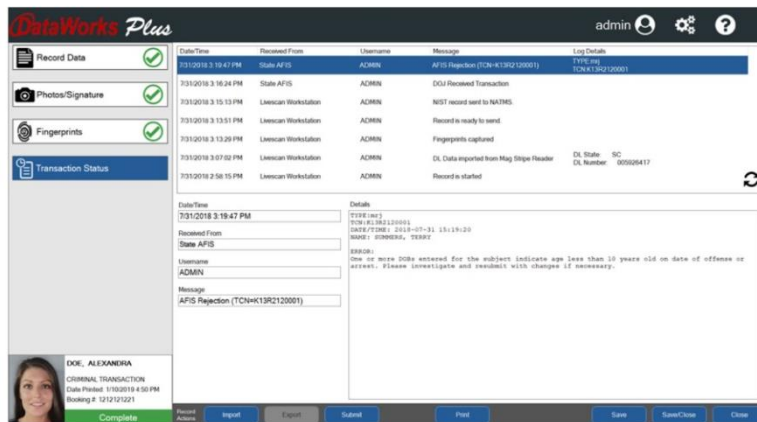 DataWorks Plus
admin
?
Record Data
Photos/Signature
Fingerprints
Transaction Status
Date/Time Received From Username Message Log Details
7/31/2018 3:19:47 PM State AFIS ADMIN AFIS Rejection (TCN=K13R2120001) TYPE:mrj
TCN:K13R2120001
7/31/2018 3:16:24 PM State AFIS ADMIN DOJ Received Transaction
7/31/2018 3:15:13 PM Livescan Workstation ADMIN NIST record sent to NATMS.
7/31/2018 3:13:51 PM Livescan Workstation ADMIN Record is ready to send.
7/31/2018 3:13:29 PM Livescan Workstation ADMIN Fingerprints captured
7/31/2018 3:07:02 PM Livescan Workstation ADMIN DL Data imported from Mag Stripe Reader DL State: SC
DL Number: 005926417
7/31/2018 2:58:15 PM Livescan Workstation ADMIN Record is started
Date/Time
7/31/2018 3:19:47 PM
Received From
State AFIS
Username
ADMIN
Message
AFIS Rejection (TCN=K13R2120001)
Details
TYPE:mrj
TCN:K13R2120001
DATE/TIME: 2018-07-31 15:19:20
NAME: SUMMERS, TERRY
ERROR:
One or more DOBs entered for the subject indicate age less than 10 years old on date of offense or
arrest. Please investigate and resubmit with changes if necessary.
DOE, ALEXANDRA
CRIMINAL TRANSACTION
Date Printed: 1/10/2019 4:50 PM
Booking #: 1212121221
Complete
Record
Actions
Import Export Submit Print Save Save/Close Close